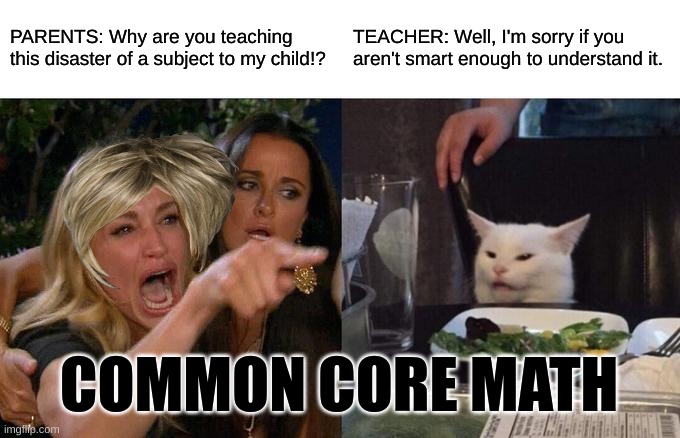 PARENTS: Why are you teaching
this disaster of a subject to my child!?
TEACHER: Well, I'm sorry if you
aren't smart enough to understand it.
COMMON CORE MATH
imgflip.com